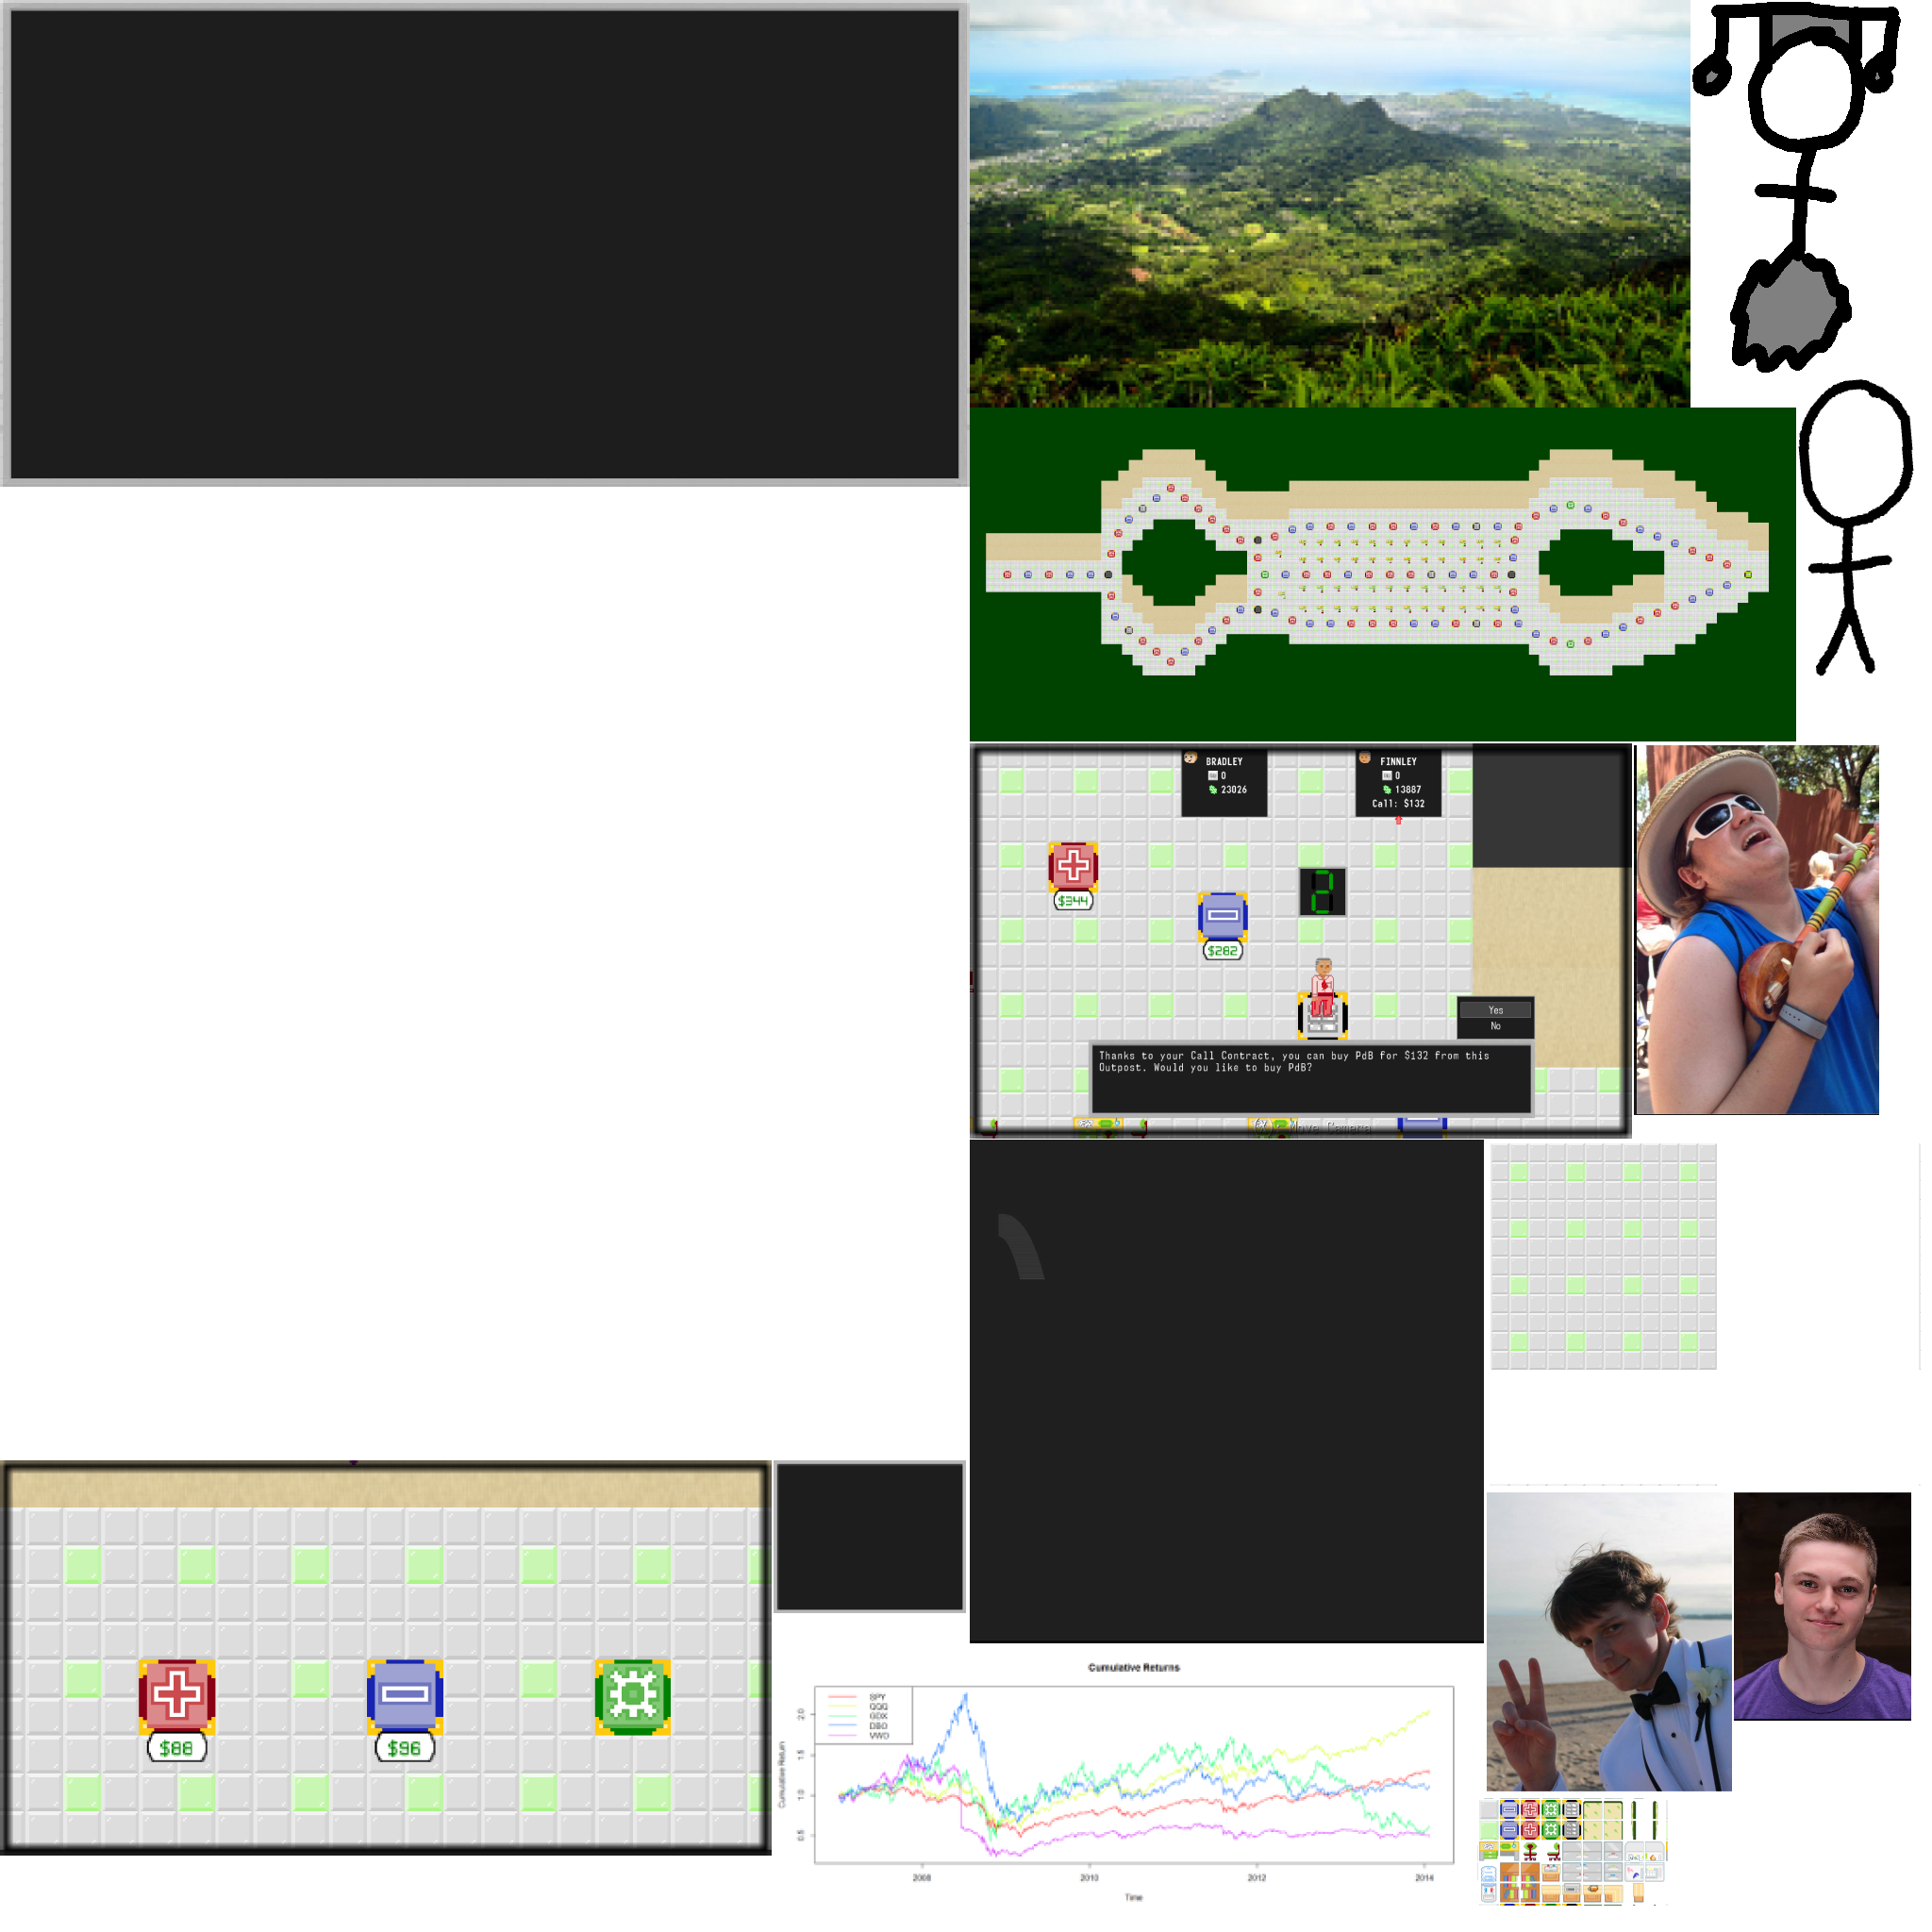 BRADLEY
0
23026
FINNLEY
0
13887
Call: $132
$344
$282
2
Yes
No
Thanks to your Call Contract, you can buy PdB for $132 from this
Outpost. Would you like to buy PdB?
Move Camera
$88
$96
Cumulative Returns
SPY
QQQ
GDX
DBO
VWO
Cumulative Return
2.0
1.5
1.0
0.5
2008
2010
2012
2014
Time